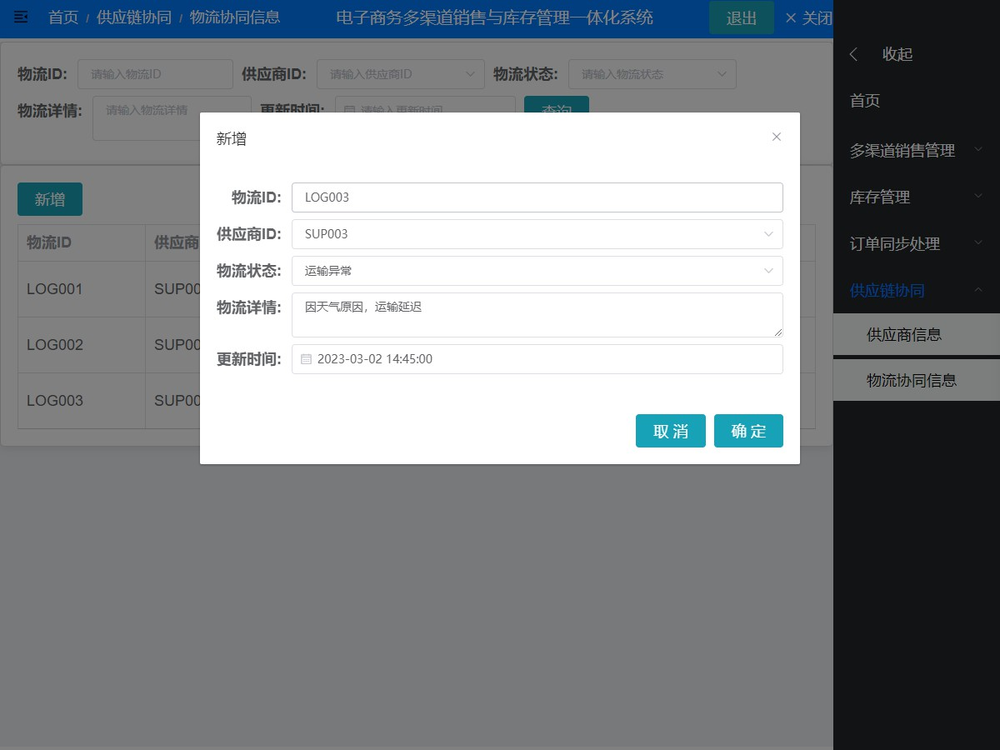 首页 / 供应链协同 / 物流协同信息 电子商务多渠道销售与库存管理一体化系统 退出 × 关闭
物流ID: 请输入物流ID 供应商ID: 请输入供应商ID 物流状态: 请输入物流状态
物流详情: 请输入物流详情 更新时间: 请输入更新时间 查询
新增
物流ID 供应商
LOG001 SUP00
LOG002 SUP00
LOG003 SUP00
新增
物流ID: LOG003
供应商ID: SUP003
物流状态: 运输异常
物流详情: 因天气原因，运输延迟
更新时间: 2023-03-02 14:45:00
取 消 确 定
收起
首页
多渠道销售管理
库存管理
订单同步处理
供应链协同
供应商信息
物流协同信息